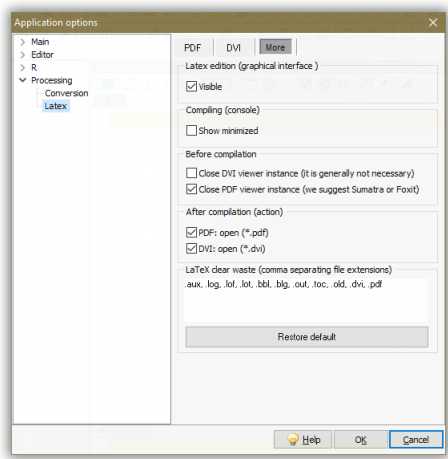 Application options
Main
Editor
R
Processing
Conversion
Latex
PDF DVI More
Latex edition (graphical interface )
Visible
Compiling (console)
Show minimized
Before compilation
Close DVI viewer instance (it is generally not necessary)
Close PDF viewer instance (we suggest Sumatra or Foxit)
After compilation (action)
PDF: open (*.pdf)
DVI: open (*.dvi)
LaTeX clear waste (comma separating file extensions)
.aux, .log, .lof, .lot, .bbl, .blg, .out, .toc, .old, .dvi, .pdf
Restore default
Help OK Cancel